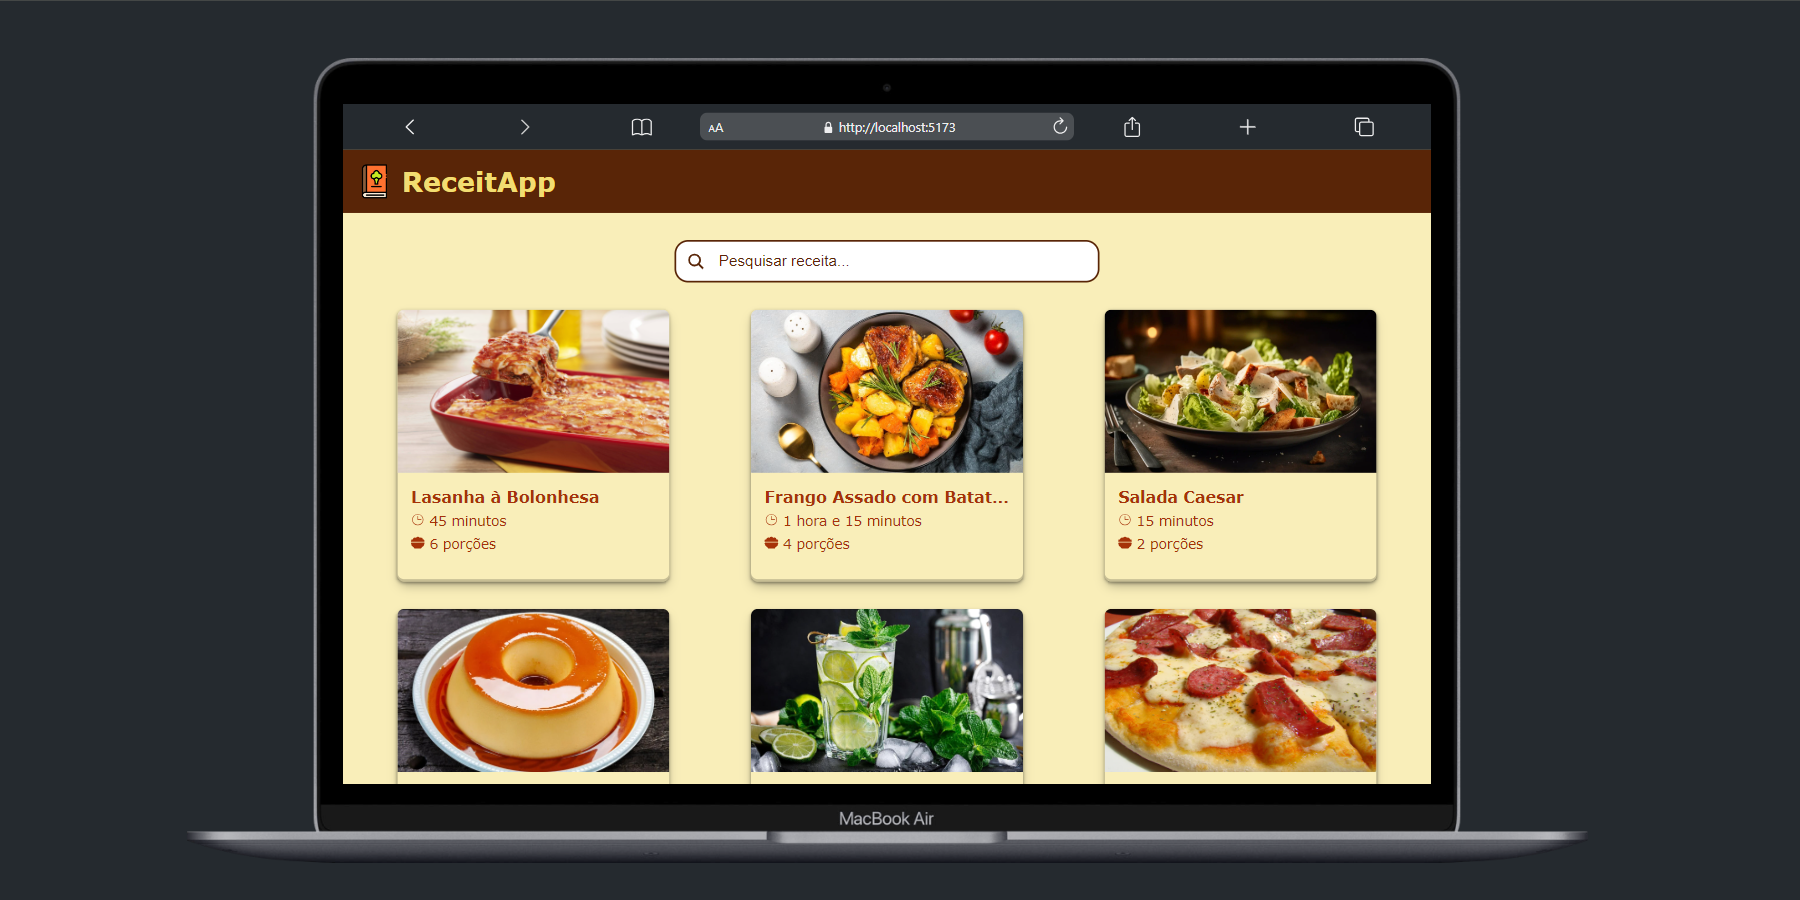 AA
http://localhost:5173
ReceitApp
Pesquisar receita...
Lasanha à Bolonhesa
45 minutos
6 porções
Frango Assado com Batat...
1 hora e 15 minutos
4 porções
Salada Caesar
15 minutos
2 porções
MacBook Air